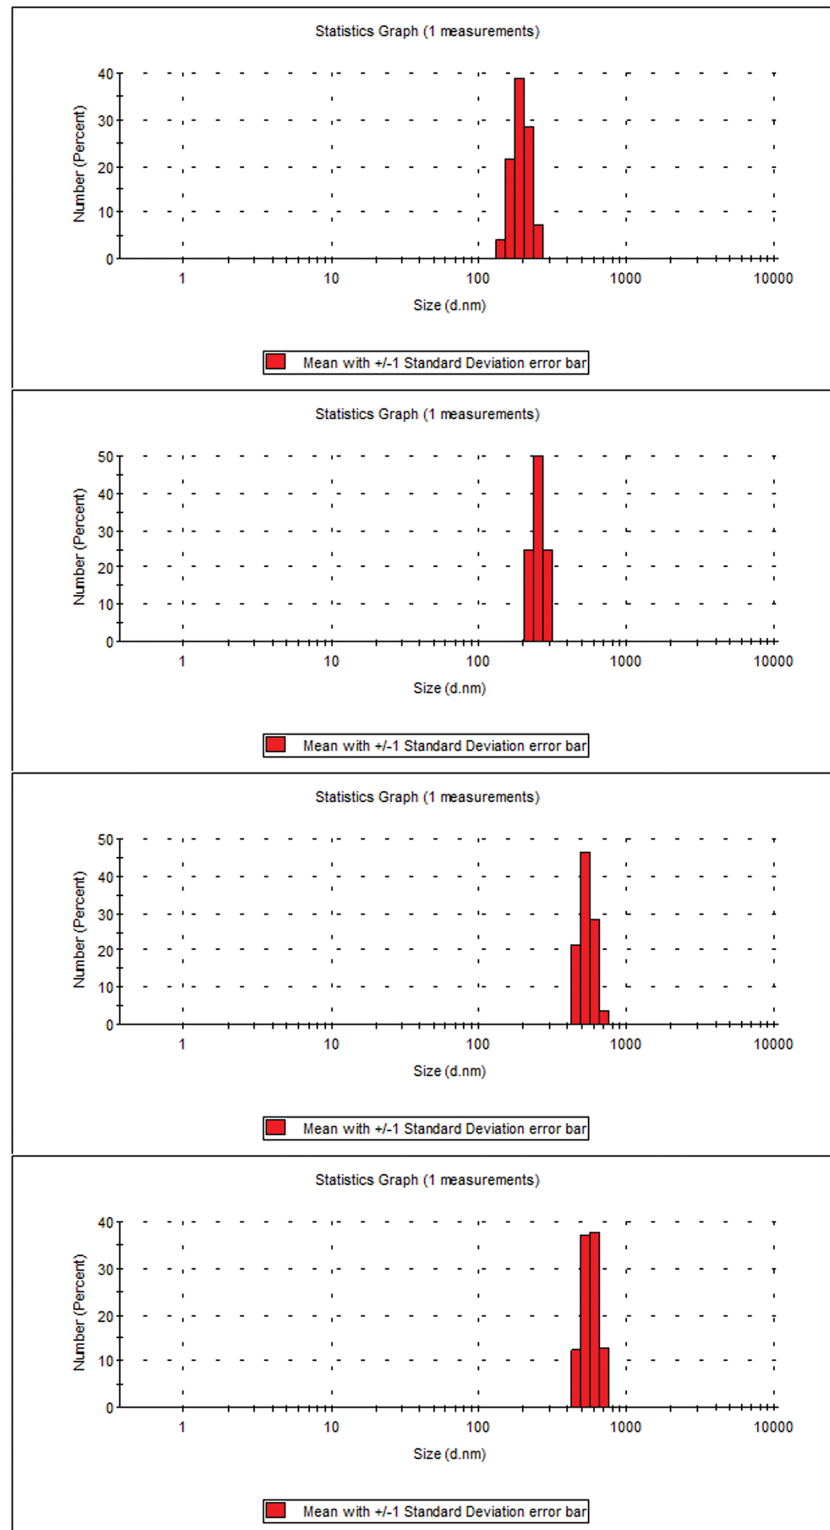 Statistics Graph (1 measurements)
40
30
20
10
0
Number (Percent)
1 10 100 1000 10000
Size (d.nm)
Mean with +/-1 Standard Deviation error bar
Statistics Graph (1 measurements)
50
40
30
20
10
0
Number (Percent)
1 10 100 1000 10000
Size (d.nm)
Mean with +/-1 Standard Deviation error bar
Statistics Graph (1 measurements)
50
40
30
20
10
0
Number (Percent)
1 10 100 1000 10000
Size (d.nm)
Mean with +/-1 Standard Deviation error bar
Statistics Graph (1 measurements)
40
30
20
10
0
Number (Percent)
1 10 100 1000 10000
Size (d.nm)
Mean with +/-1 Standard Deviation error bar